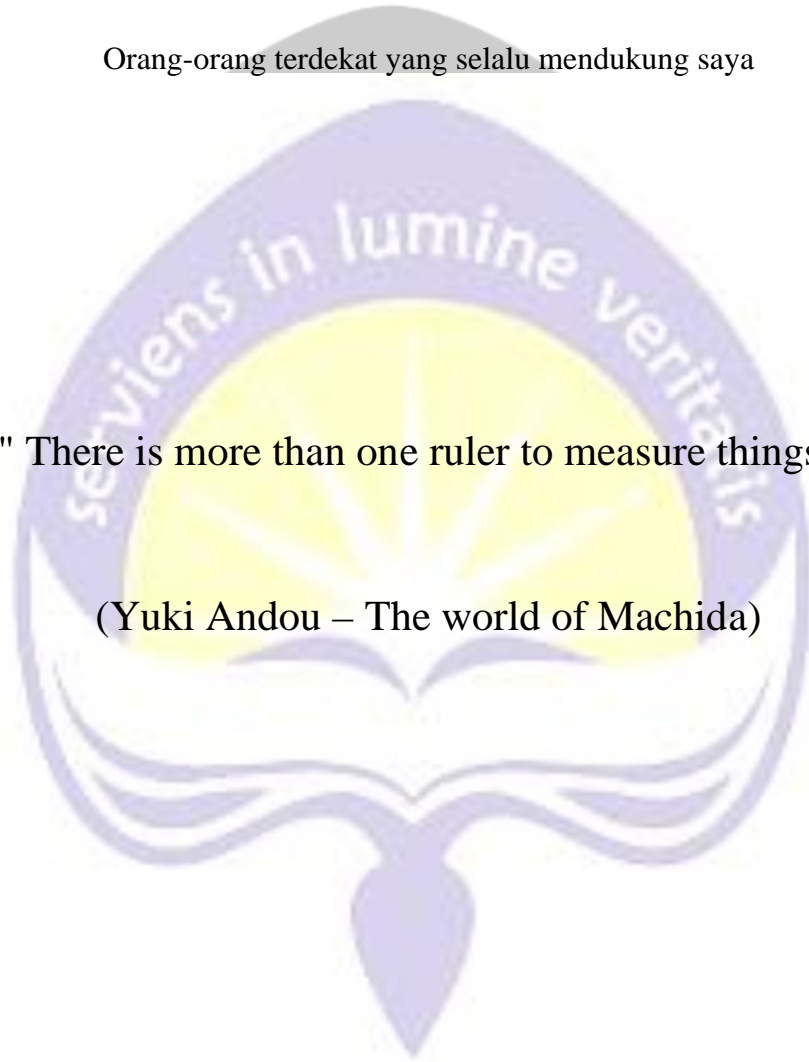 Orang-orang terdekat yang selalu mendukung saya
serviens in lumine veritatis
" There is more than one ruler to measure things
(Yuki Andou – The world of Machida)